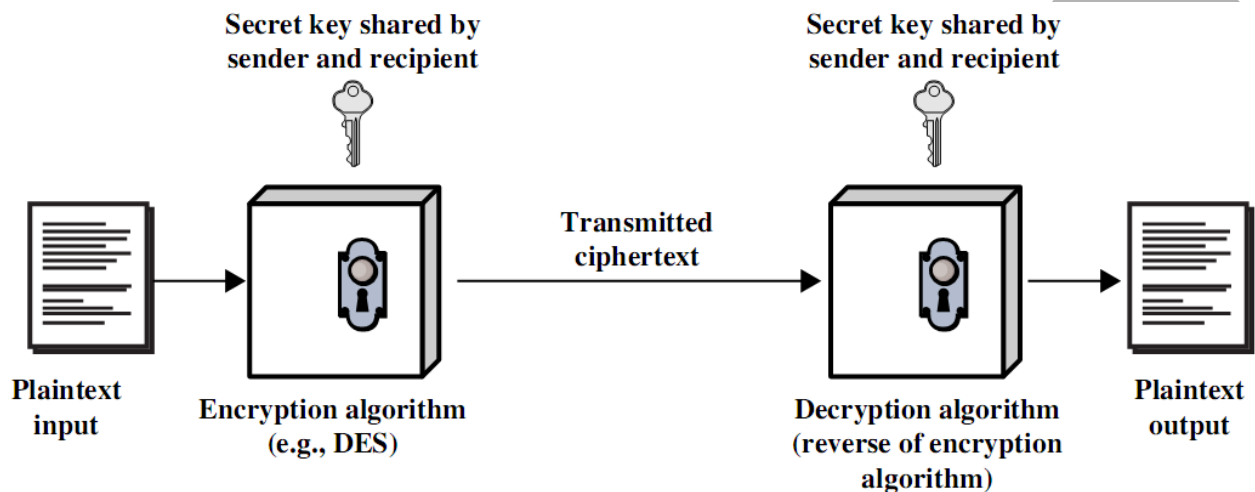 Secret key shared by
sender and recipient
Secret key shared by
sender and recipient
Transmitted
ciphertext
Plaintext
input
Encryption algorithm
(e.g., DES)
Decryption algorithm
(reverse of encryption
algorithm)
Plaintext
output